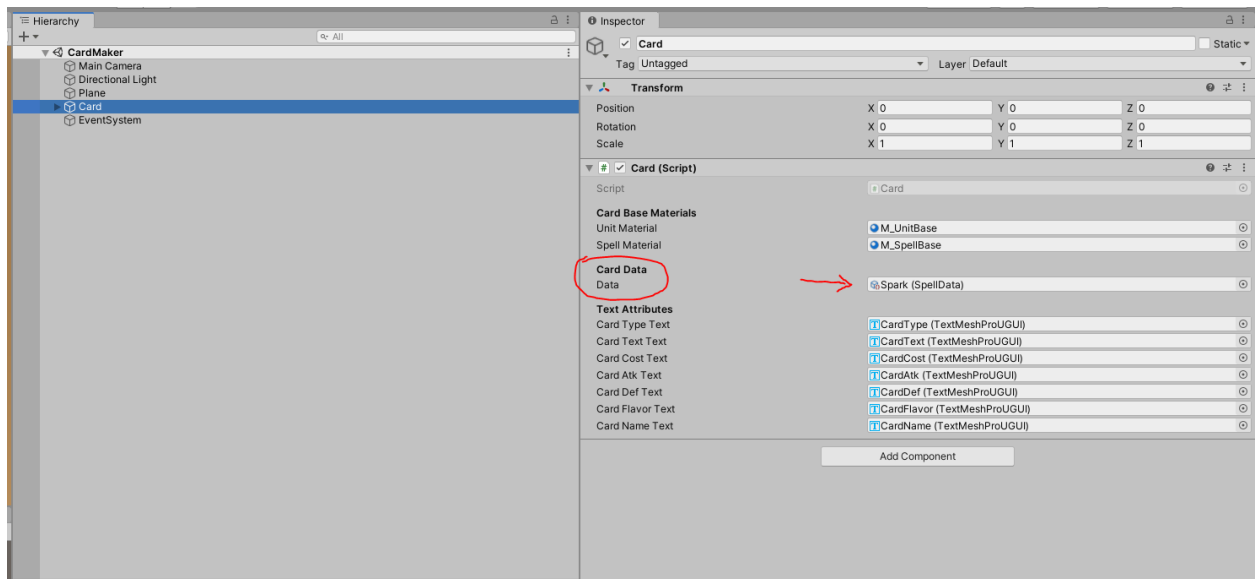 Hierarchy
All
CardMaker
Main Camera
Directional Light
Plane
Card
EventSystem
Inspector
Card
Static
Tag Untagged Layer Default
Transform
Position X 0 Y 0 Z 0
Rotation X 0 Y 0 Z 0
Scale X 1 Y 1 Z 1
# Card (Script)
Script # Card
Card Base Materials
Unit Material M_UnitBase
Spell Material M_SpellBase
Card Data
Data Spark (SpellData)
Text Attributes
Card Type Text CardType (TextMeshProUGUI)
Card Text Text CardText (TextMeshProUGUI)
Card Cost Text CardCost (TextMeshProUGUI)
Card Atk Text CardAtk (TextMeshProUGUI)
Card Def Text CardDef (TextMeshProUGUI)
Card Flavor Text CardFlavor (TextMeshProUGUI)
Card Name Text CardName (TextMeshProUGUI)
Add Component